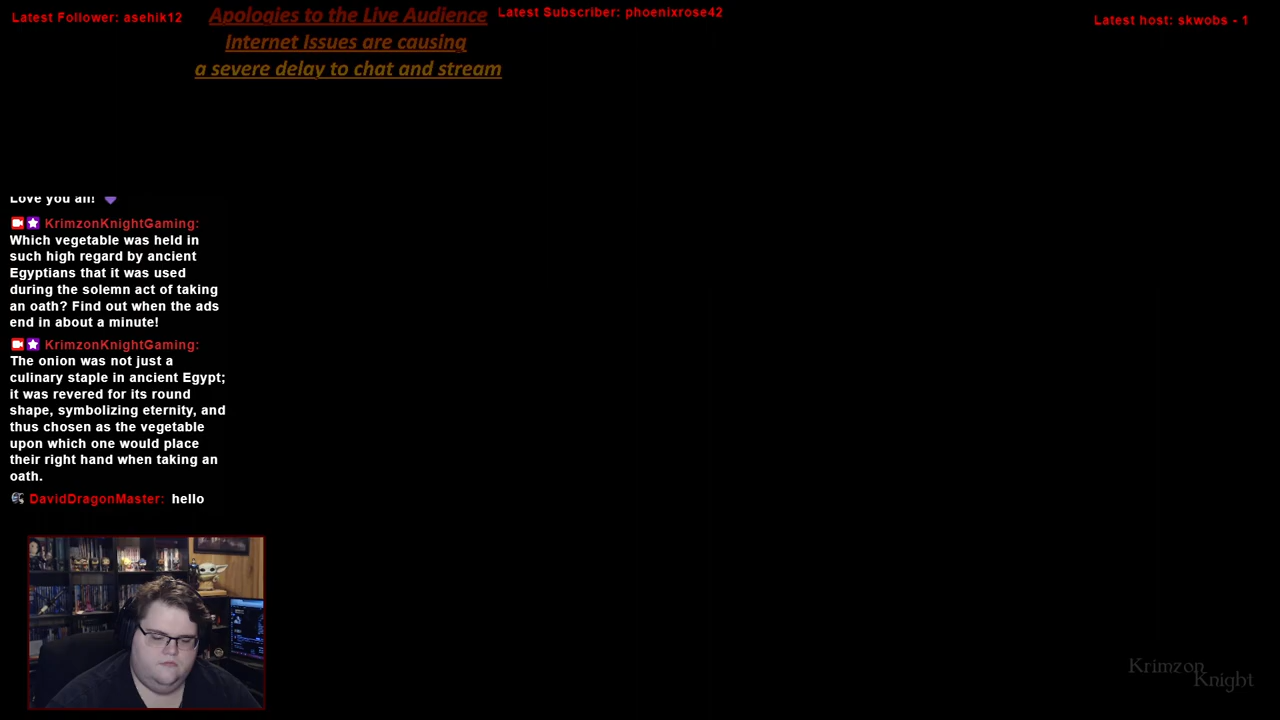 Latest Follower: asehik12
Apologies to the Live Audience
Internet Issues are causing
a severe delay to chat and stream
Latest Subscriber: phoenixrose42
Latest host: skwobs - 1
Love you all!
KrimzonKnightGaming:
Which vegetable was held in
such high regard by ancient
Egyptians that it was used
during the solemn act of taking
an oath? Find out when the ads
end in about a minute!
KrimzonKnightGaming:
The onion was not just a
culinary staple in ancient Egypt;
it was revered for its round
shape, symbolizing eternity, and
thus chosen as the vegetable
upon which one would place
their right hand when taking an
oath.
DavidDragonMaster: hello
Krimzon
Knight